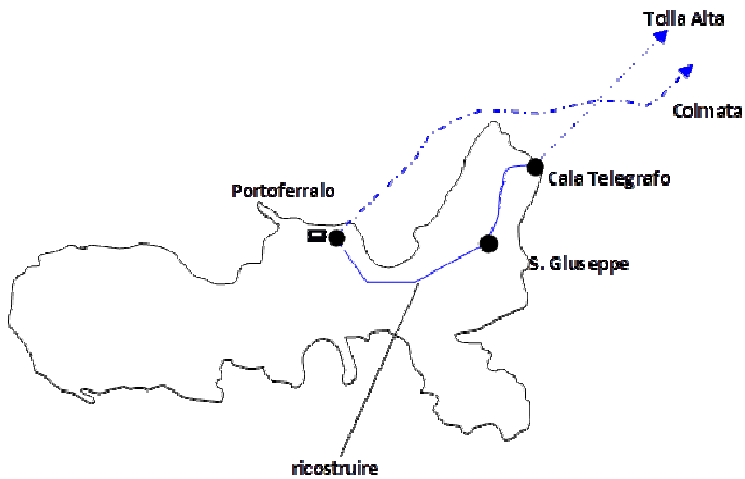 Tolla Alta
Colmata
Cala Telegrafo
Portoferraio
S. Giuseppe
ricostruire